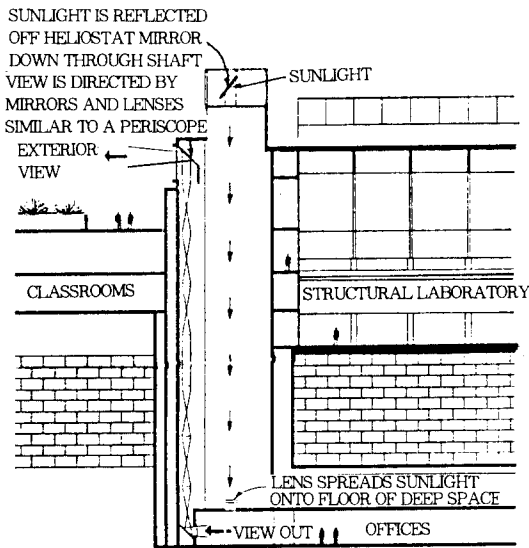 SUNLIGHT IS REFLECTED
OFF HELIOSTAT MIRROR
DOWN THROUGH SHAFT
VIEW IS DIRECTED BY
MIRRORS AND LENSES
SIMILAR TO A PERISCOPE
SUNLIGHT
EXTERIOR
VIEW
CLASSROOMS
STRUCTURAL LABORATORY
LENS SPREADS SUNLIGHT
ONTO FLOOR OF DEEP SPACE
VIEW OUT
OFFICES